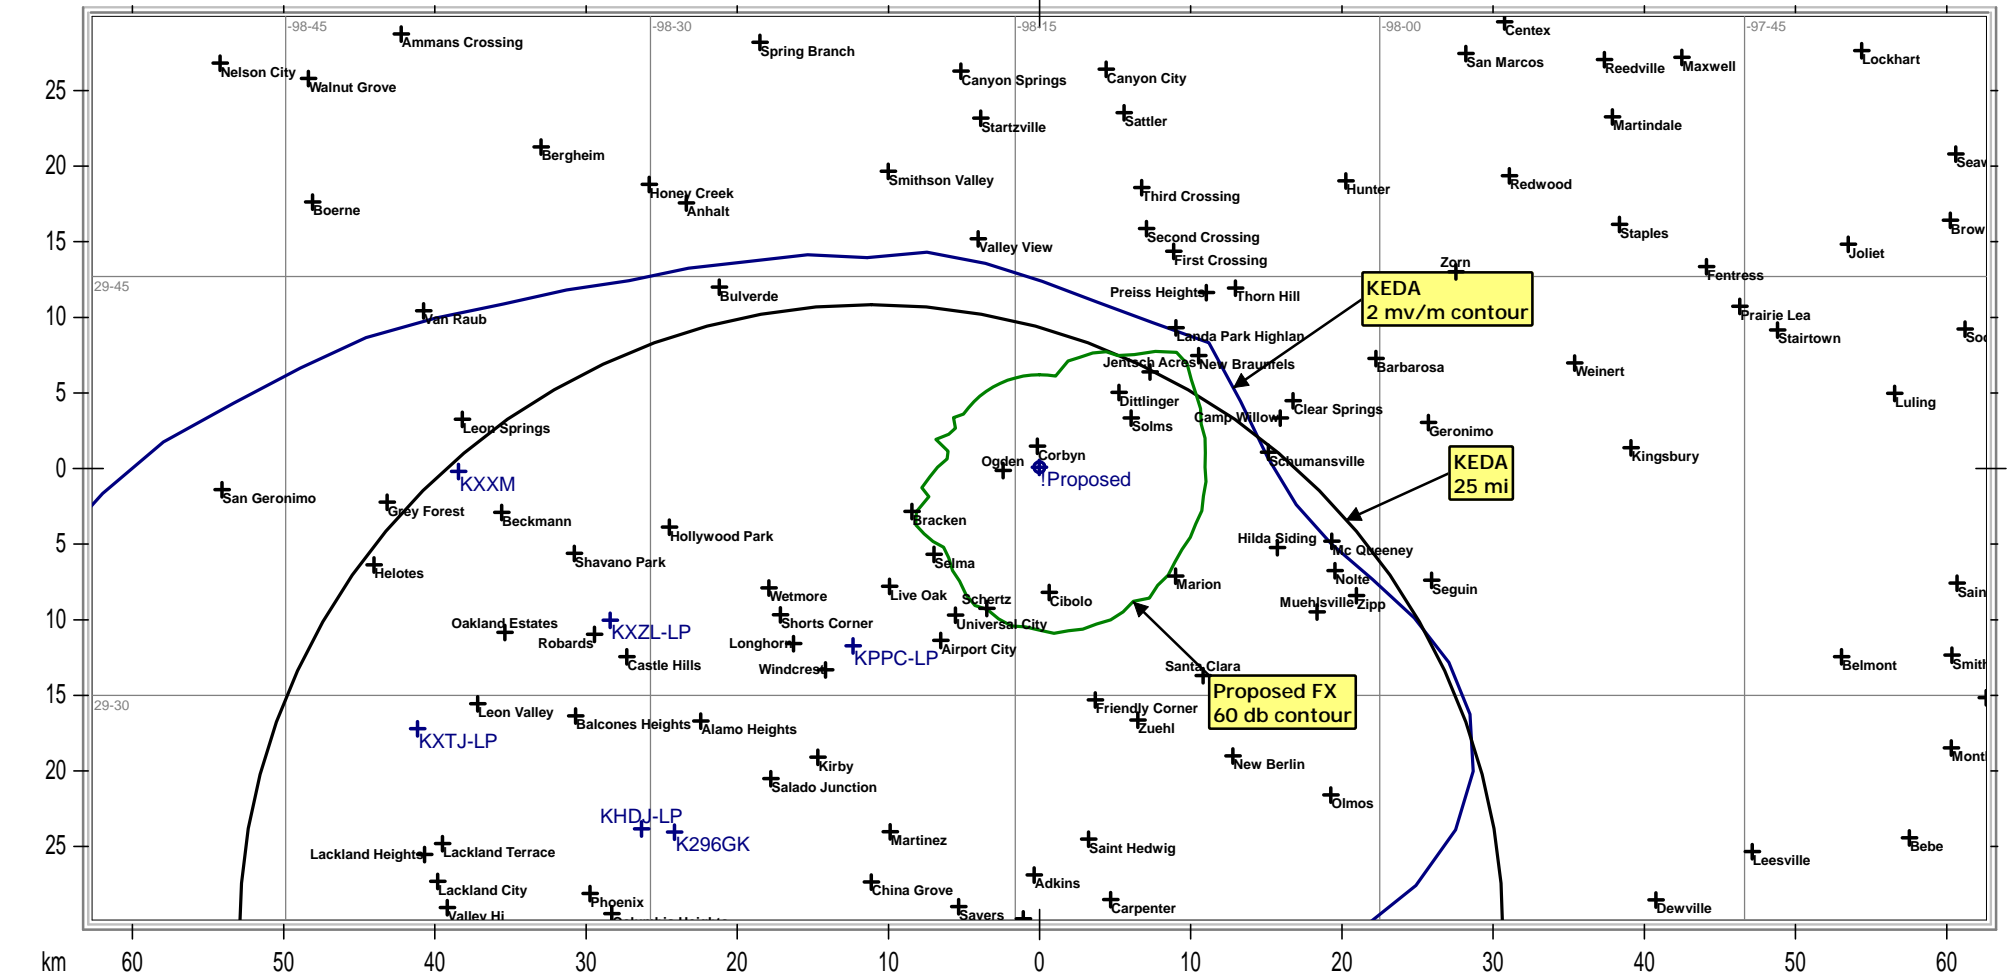 -98-45
-98-30
-98-15
-98-00
-97-45
Centex
Ammans Crossing
Spring Branch
San Marcos
Reedville
Maxwell
Lockhart
Nelson City
Walnut Grove
Canyon Springs
Canyon City
25
Startzville
Sattler
Martindale
20
Bergheim
Smithson Valley
Honey Creek
Anhalt
Third Crossing
Hunter
Redwood
Boerne
15
Valley View
Second Crossing
First Crossing
Staples
Joliet
Zorn
Fentress
29-45
Bulverde
Preiss Heights
Thorn Hill
KEDA
2 mv/m contour
10
Van Raub
Landa Park Highlan
Prairie Lea
Stairtown
Jentsch Acres
New Braunfels
Barbarosa
Weinert
5
Dittlinger
Solms
Camp Willow
Clear Springs
Luling
Leon Springs
Geronimo
0
KXXM
Ogden
Corbyn
!Proposed
Schumansville
Kingsbury
KEDA
25 mi
San Geronimo
Grey Forest
Beckmann
Hollywood Park
Bracken
5
Helotes
Shavano Park
Selma
Hilda Siding
Mc Queeney
Nolte
Seguin
Wetmore
Live Oak
Schertz
Cibolo
Marion
Muehlsville
Zipp
10
Oakland Estates
KXZL-LP
Robards
Shorts Corner
Universal City
Longhorn
KPPC-LP
Airport City
Castle Hills
Windcrest
Santa Clara
Belmont
15
29-30
Proposed FX
60 db contour
Leon Valley
Balcones Heights
Alamo Heights
Friendly Corner
Zuehl
KXTJ-LP
Kirby
New Berlin
20
Salado Junction
Olmos
KHDJ-LP
K296GK
Martinez
Saint Hedwig
Bebe
25
Lackland Heights
Lackland Terrace
Leesville
Lackland City
China Grove
Adkins
Phoenix
Valley Hi
Savers
Carpenter
Dewville
km
60
50
40
30
20
10
0
10
20
30
40
50
60